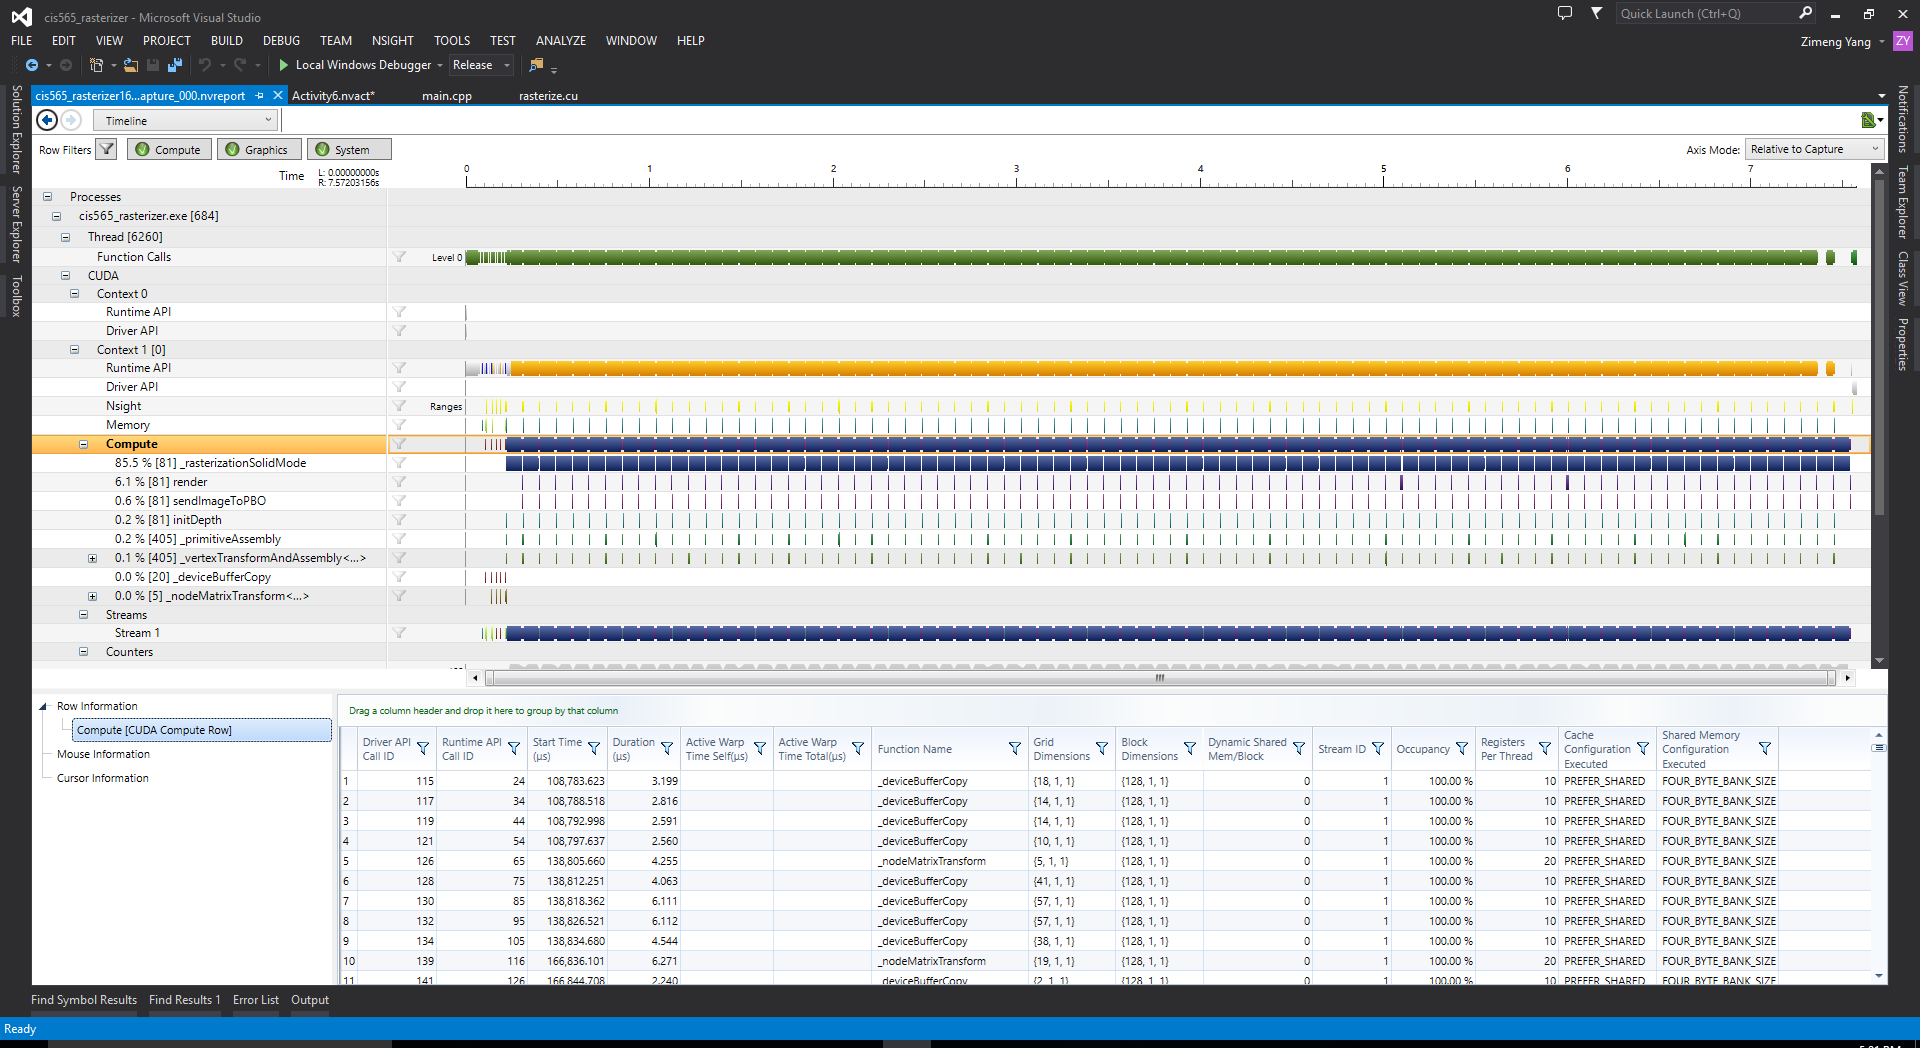 cis565_rasterizer - Microsoft Visual Studio
Quick Launch (Ctrl+Q)
FILE EDIT VIEW PROJECT BUILD DEBUG TEAM NSIGHT TOOLS TEST ANALYZE WINDOW HELP
Zimeng Yang ZY
Local Windows Debugger Release
cis565_rasterizer16...apture_000.nvreport Activity6.nvact* main.cpp rasterize.cu
Solution Explorer
Server Explorer
Toolbox
Notifications
Team Explorer
Class View
Properties
Timeline
Row Filters Compute Graphics System
Axis Mode: Relative to Capture
Time L: 0.00000000s
R: 7.57203156s
0 1 2 3 4 5 6 7
Processes
cis565_rasterizer.exe [684]
Thread [6260]
Function Calls Level 0
CUDA
Context 0
Runtime API
Driver API
Context 1 [0]
Runtime API
Driver API
Nsight Ranges
Memory
Compute
85.5 % [81] _rasterizationSolidMode
6.1 % [81] render
0.6 % [81] sendImageToPBO
0.2 % [81] initDepth
0.2 % [405] _primitiveAssembly
0.1 % [405] _vertexTransformAndAssembly<...>
0.0 % [20] _deviceBufferCopy
0.0 % [5] _nodeMatrixTransform<...>
Streams
Stream 1
Counters
Row Information
Compute [CUDA Compute Row]
Mouse Information
Cursor Information
Drag a column header and drop it here to group by that column
Driver API Call ID Runtime API Call ID Start Time (μs) Duration (μs) Active Warp Time Self(μs) Active Warp Time Total(μs) Function Name Grid Dimensions Block Dimensions Dynamic Shared Mem/Block Stream ID Occupancy Registers Per Thread Cache Configuration Executed Shared Memory Configuration Executed
1 115 24 108,783.623 3.199 _deviceBufferCopy {18, 1, 1} {128, 1, 1} 0 1 100.00 % 10 PREFER_SHARED FOUR_BYTE_BANK_SIZE
2 117 34 108,788.518 2.816 _deviceBufferCopy {14, 1, 1} {128, 1, 1} 0 1 100.00 % 10 PREFER_SHARED FOUR_BYTE_BANK_SIZE
3 119 44 108,792.998 2.591 _deviceBufferCopy {14, 1, 1} {128, 1, 1} 0 1 100.00 % 10 PREFER_SHARED FOUR_BYTE_BANK_SIZE
4 121 54 108,797.637 2.560 _deviceBufferCopy {10, 1, 1} {128, 1, 1} 0 1 100.00 % 10 PREFER_SHARED FOUR_BYTE_BANK_SIZE
5 126 65 138,805.660 4.255 _nodeMatrixTransform {5, 1, 1} {128, 1, 1} 0 1 100.00 % 20 PREFER_SHARED FOUR_BYTE_BANK_SIZE
6 128 75 138,812.251 4.063 _deviceBufferCopy {41, 1, 1} {128, 1, 1} 0 1 100.00 % 10 PREFER_SHARED FOUR_BYTE_BANK_SIZE
7 130 85 138,818.362 6.111 _deviceBufferCopy {57, 1, 1} {128, 1, 1} 0 1 100.00 % 10 PREFER_SHARED FOUR_BYTE_BANK_SIZE
8 132 95 138,826.521 6.112 _deviceBufferCopy {57, 1, 1} {128, 1, 1} 0 1 100.00 % 10 PREFER_SHARED FOUR_BYTE_BANK_SIZE
9 134 105 138,834.680 4.544 _deviceBufferCopy {38, 1, 1} {128, 1, 1} 0 1 100.00 % 10 PREFER_SHARED FOUR_BYTE_BANK_SIZE
10 139 116 166,836.101 6.271 _nodeMatrixTransform {19, 1, 1} {128, 1, 1} 0 1 100.00 % 20 PREFER_SHARED FOUR_BYTE_BANK_SIZE
11 141 126 166,844.708 2.240 _deviceBufferCopy {2, 1, 1} {128, 1, 1} 0 1 100.00 % 10 PREFER_SHARED FOUR_BYTE_BANK_SIZE
Find Symbol Results Find Results 1 Error List Output
Ready